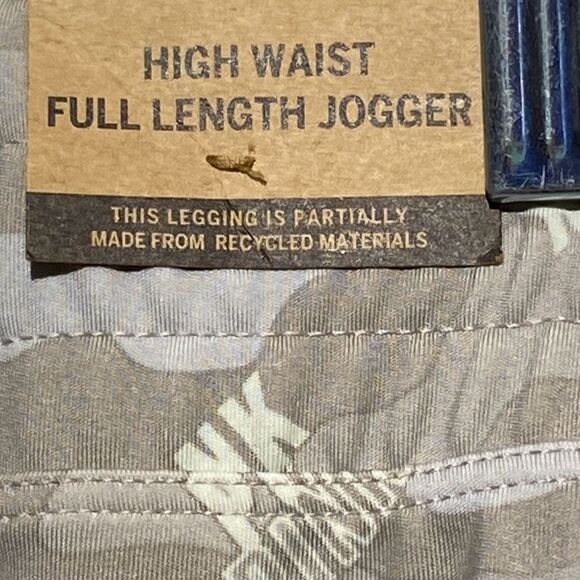 HIGH WAIST
FULL LENGTH JOGGER
THIS LEGGING IS PARTIALLY
MADE FROM RECYCLED MATERIALS